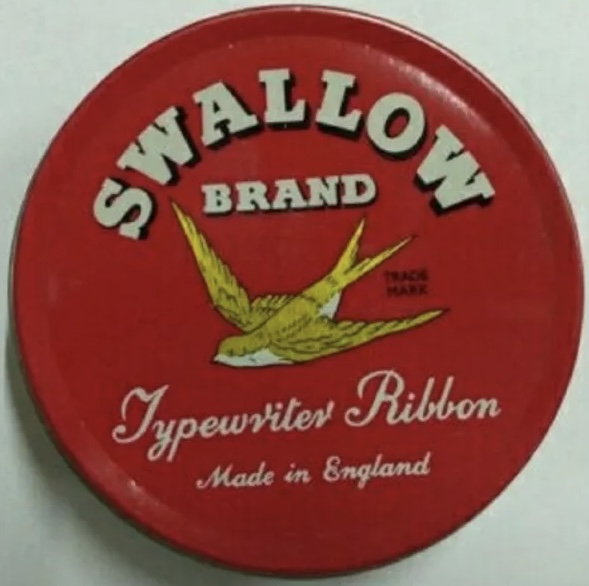 SWALLOW
BRAND
TRADE
MARK
Typewriter Ribbon
Made in England